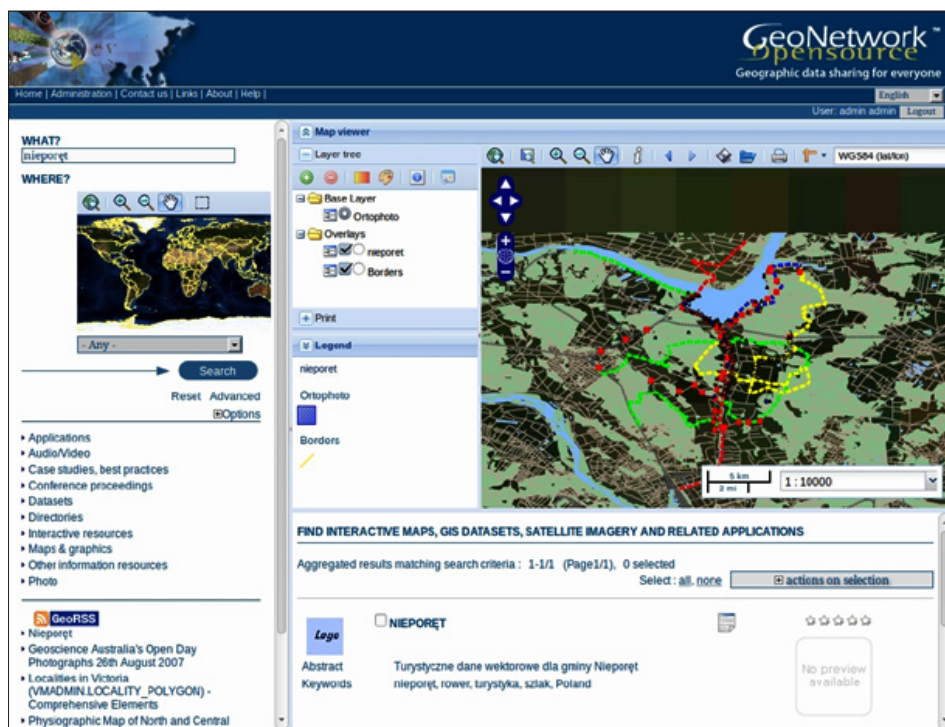 GeoNetwork™
Opensource
Geographic data sharing for everyone
Home | Administration | Contact us | Links | About | Help |
English
User: admin admin Logout
WHAT?
nieporęt
WHERE?
- Any -
Search
Reset Advanced
Options
Applications
Audio/Video
Case studies, best practices
Conference proceedings
Datasets
Directories
Interactive resources
Maps & graphics
Other information resources
Photo
GeoRSS
Nieporęt
Geoscience Australia's Open Day
Photographs 26th August 2007
Localities in Victoria
(VMADMIN.LOCALITY_POLYGON) -
Comprehensive Elements
Physiographic Map of North and Central
Map viewer
Layer tree
Base Layer
Ortophoto
Overlays
nieporet
Borders
Print
Legend
nieporet
Ortophoto
Borders
WGS84 (lat/lon)
5 km
2 mi
1 : 10000
FIND INTERACTIVE MAPS, GIS DATASETS, SATELLITE IMAGERY AND RELATED APPLICATIONS
Aggregated results matching search criteria : 1-1/1 (Page1/1), 0 selected
Select : all, none
actions on selection
Logo
NIEPORĘT
Abstract Turystyczne dane wektorowe dla gminy Nieporęt
Keywords nieporęt, rower, turystyka, szlak, Poland
No preview
available